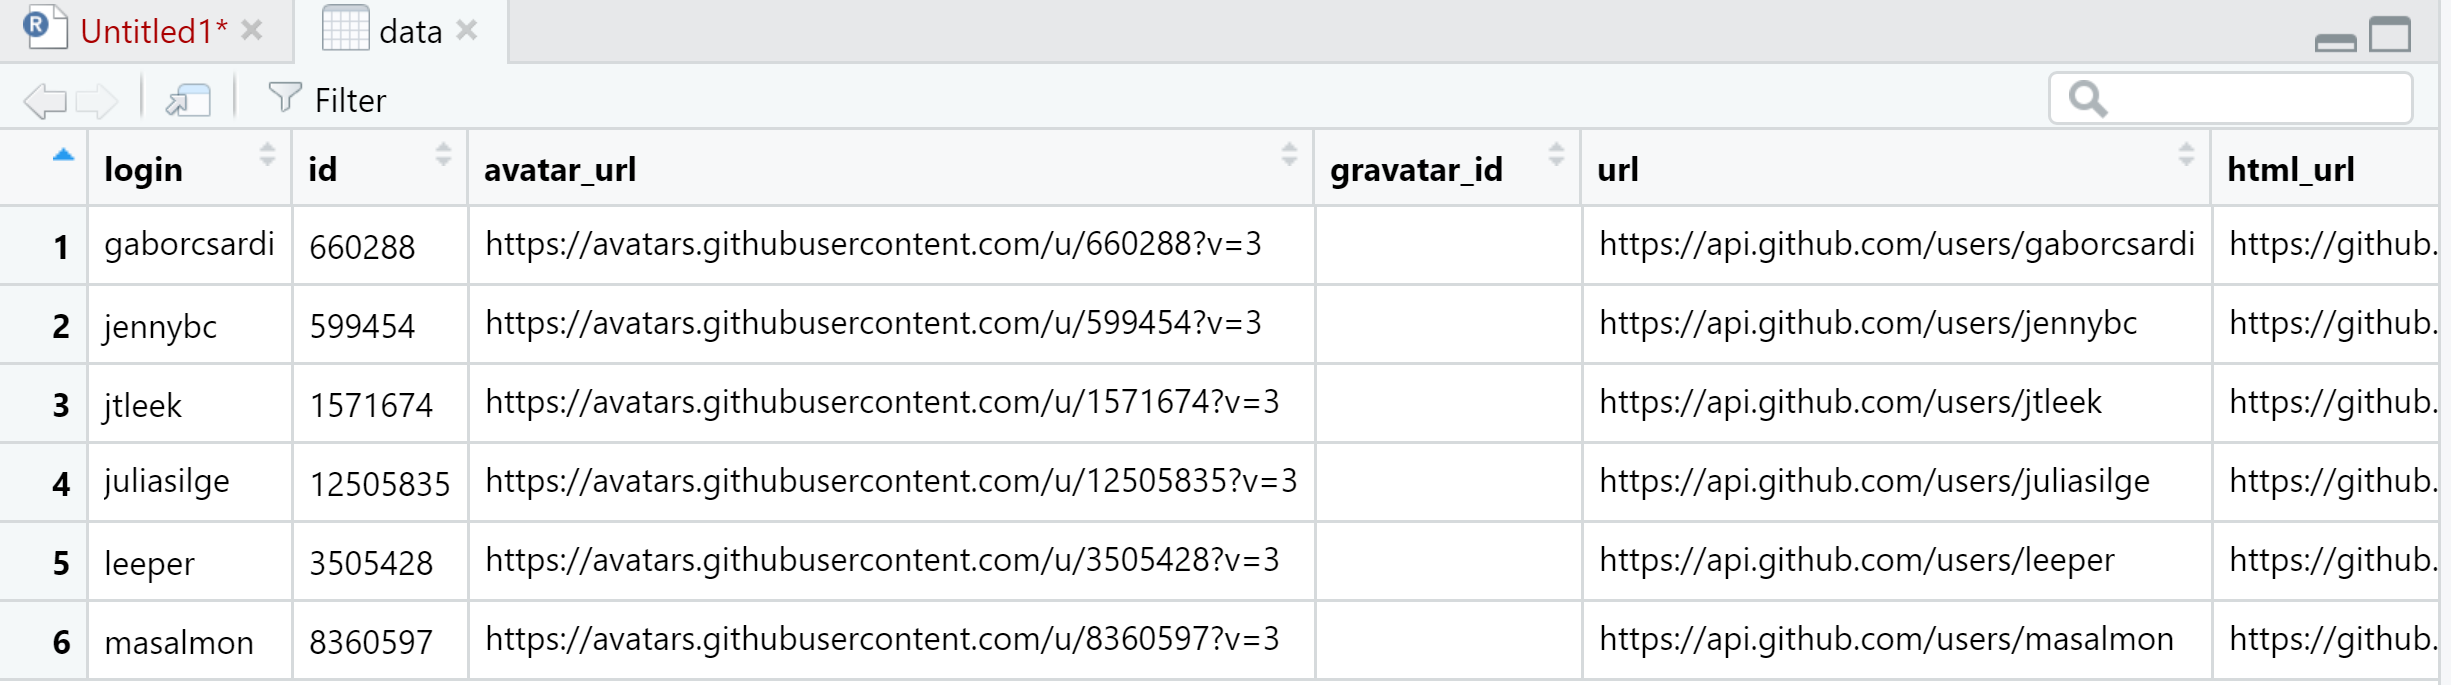 R Untitled1* data
Filter
login id avatar_url gravatar_id url html_url
1 gaborcsardi 660288 https://avatars.githubusercontent.com/u/660288?v=3 https://api.github.com/users/gaborcsardi https://github.
2 jennybc 599454 https://avatars.githubusercontent.com/u/599454?v=3 https://api.github.com/users/jennybc https://github.
3 jtleek 1571674 https://avatars.githubusercontent.com/u/1571674?v=3 https://api.github.com/users/jtleek https://github.
4 juliasilge 12505835 https://avatars.githubusercontent.com/u/12505835?v=3 https://api.github.com/users/juliasilge https://github.
5 leeper 3505428 https://avatars.githubusercontent.com/u/3505428?v=3 https://api.github.com/users/leeper https://github.
6 masalmon 8360597 https://avatars.githubusercontent.com/u/8360597?v=3 https://api.github.com/users/masalmon https://github.